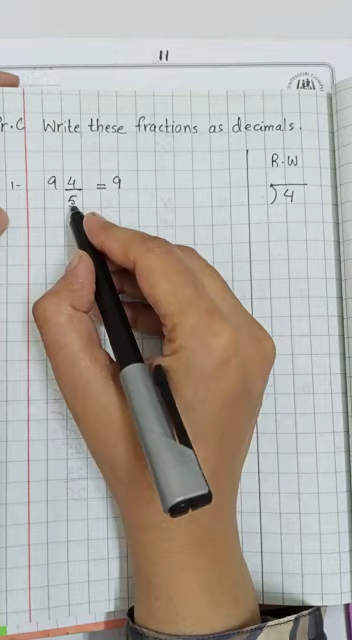 11
r.C Write these fractions as decimals.
R.W
1- 9 4/5 = 9
)4